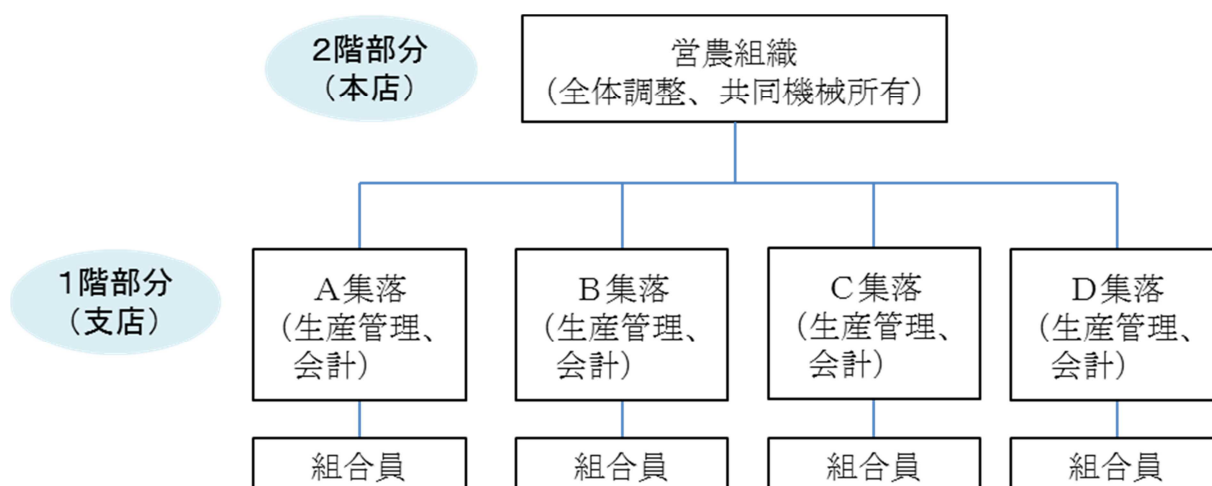 2階部分
（本店）
営農組織
（全体調整、共同機械所有）
1階部分
（支店）
A集落
（生産管理、
会計）
B集落
（生産管理、
会計）
C集落
（生産管理、
会計）
D集落
（生産管理、
会計）
組合員
組合員
組合員
組合員